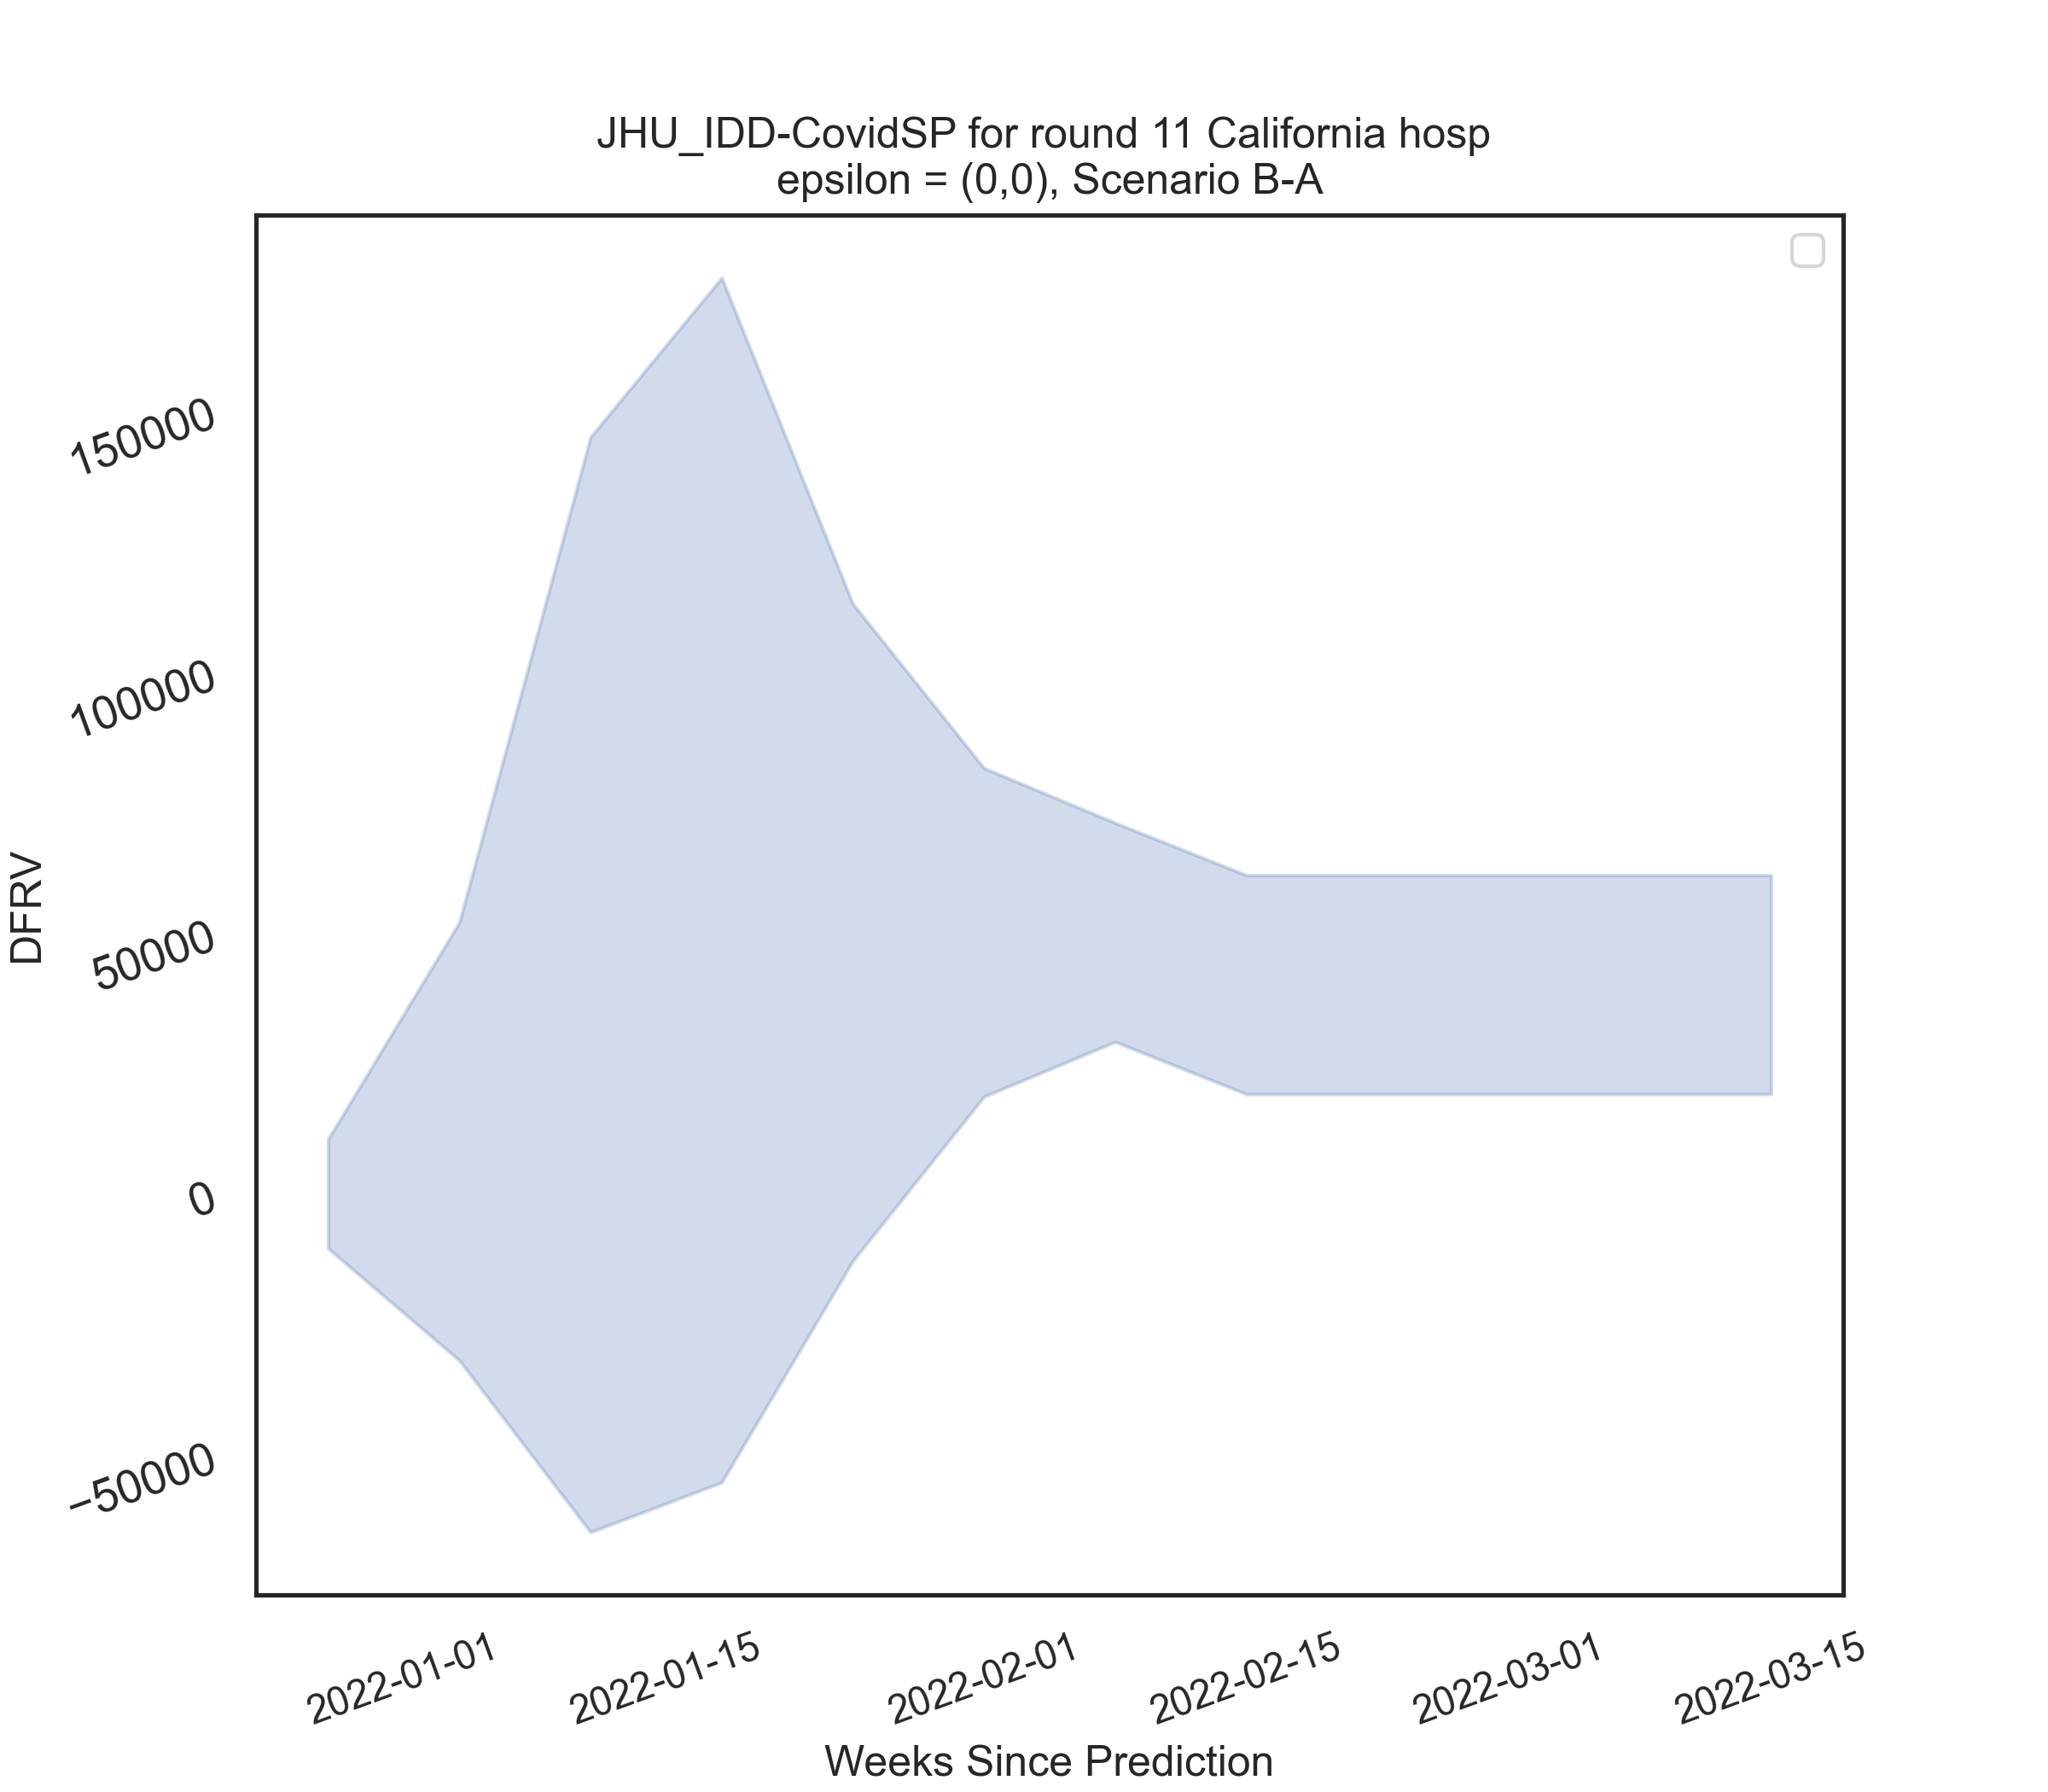 JHU_IDD-CovidSP for round 11 California hosp
epsilon = (0,0), Scenario B-A
150000
100000
50000
0
−50000
DFRV
2022-01-01
2022-01-15
2022-02-01
2022-02-15
2022-03-01
2022-03-15
Weeks Since Prediction